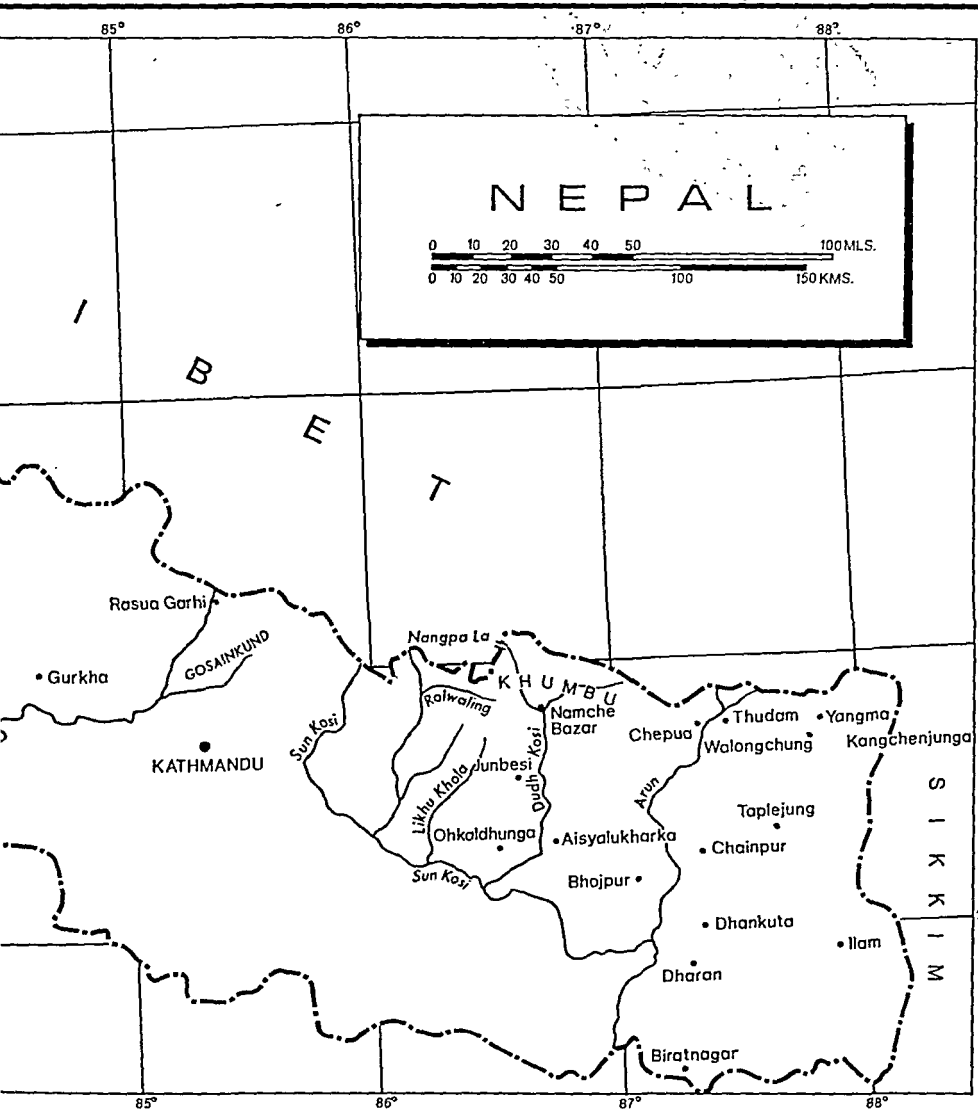 85°
86°
87°
88°
NEPAL
0 10 20 30 40 50 100 MLS.
0 10 20 30 40 50 100 150 KMS.
I
B
E
T
Rasua Garhi
GOSAINKUND
Gurkha
KATHMANDU
Nangpa La
KHUMBU
Rolwaling
Namche
Bazar
Sun Kosi
Dudh Kosi
Junbesi
Likhu Khola
Ohkaldhunga
Sun Kosi
Aisyalukharka
Bhojpur
Chepua
Thudam
Walongchung
Yangma
Kangchenjunga
Arun
Taplejung
Chainpur
Dhankuta
Ilam
Dharan
Biratnagar
SIKKIM
85°
86°
87°
88°